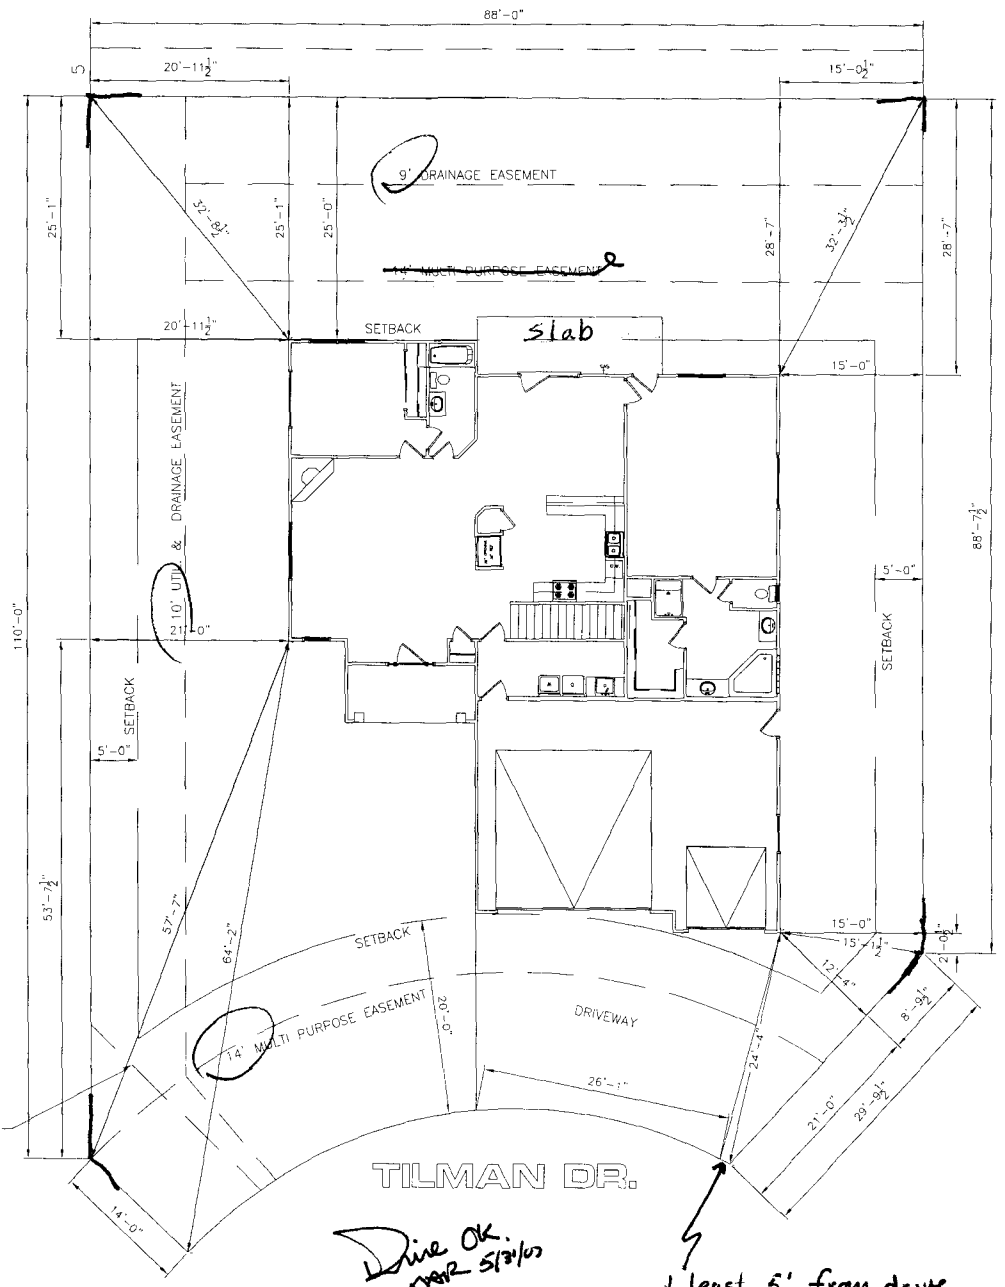 88'-0"
5
20'-11½"
15'-0½"
9' DRAINAGE EASEMENT
25'-1"
32'-8½"
25'-1"
25'-0"
28'-7"
32'-3½"
28'-7"
14' MULTI PURPOSE EASEMENT
20'-11½"
SETBACK
slab
15'-0"
10' UTIL & DRAINAGE EASEMENT
88'-7½"
5'-0"
110'-0"
21'-0"
SETBACK
SETBACK
5'-0"
53'-7½"
57'-7"
64'-2"
SETBACK
15'-0"
15'-1½"
2'-0½"
12'-4"
14' MULTI PURPOSE EASEMENT
20'-0"
DRIVEWAY
8'-9½"
24'-4"
26'-1"
21'-0"
29'-9½"
TILMAN DR.
14'-0"
Drive OK.
5/31/07
least 5' from drive